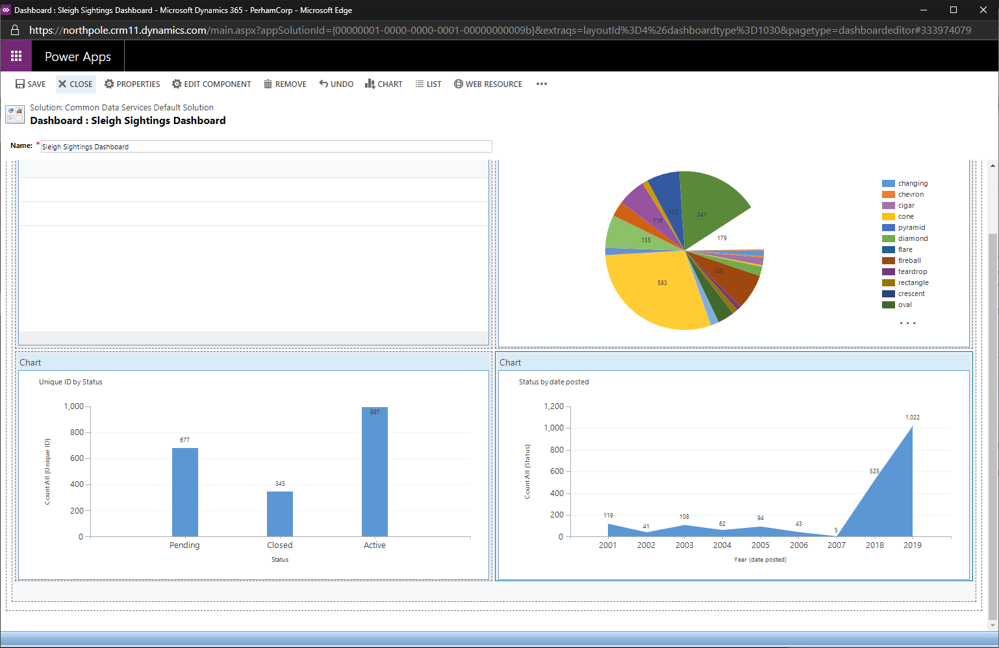 Dashboard : Sleigh Sightings Dashboard - Microsoft Dynamics 365 - PerhamCorp - Microsoft Edge
https://northpole.crm11.dynamics.com/main.aspx?appSolutionId={00000001-0000-0000-0001-00000000009b}&extraqs=layoutId%3D4%26dashboardtype%3D1030&pagetype=dashboardeditor#333974079
Power Apps
SAVE CLOSE PROPERTIES EDIT COMPONENT REMOVE UNDO CHART LIST WEB RESOURCE •••
Solution: Common Data Services Default Solution
Dashboard : Sleigh Sightings Dashboard
Name: * Sleigh Sightings Dashboard
135
341
116
179
135
148
593
changing
chevron
cigar
cone
pyramid
diamond
flare
fireball
teardrop
rectangle
crescent
oval
• • •
Chart
Unique ID by Status
1,000
800
600
400
200
0
CountAll (Unique ID)
677
345
997
Pending Closed Active
Status
Chart
Status by date posted
1,200
1,000
800
600
400
200
0
CountAll (Status)
119
41
108
62
94
43
5
525
1,022
2001 2002 2003 2004 2005 2006 2007 2018 2019
Year (date posted)